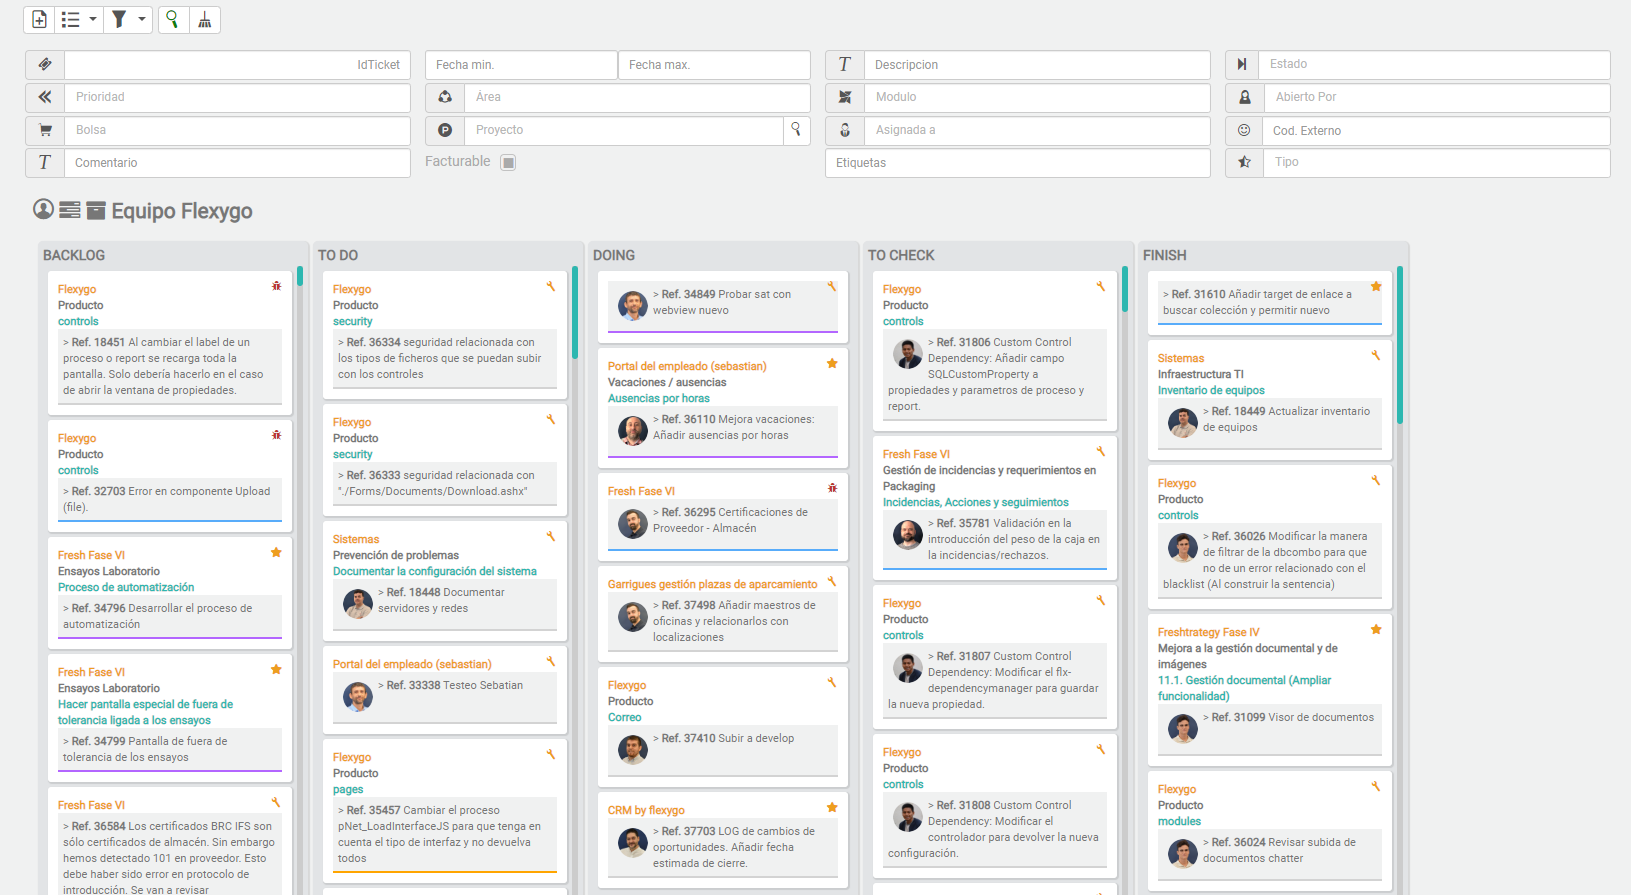 IdTicket
Fecha min.
Fecha max.
T
Descripcion
Estado
Prioridad
Área
Modulo
Abierto Por
Bolsa
P
Proyecto
Asignada a
Cod. Externo
T
Comentario
Facturable
Etiquetas
Tipo
Equipo Flexygo
BACKLOG
Flexygo
Producto
controls
> Ref. 18451 Al cambiar el label de un
proceso o report se recarga toda la
pantalla. Solo debería hacerlo en el caso
de abrir la ventana de propiedades.
Flexygo
Producto
controls
> Ref. 32703 Error en componente Upload
(file).
Fresh Fase VI
Ensayos Laboratorio
Proceso de automatización
> Ref. 34796 Desarrollar el proceso de
automatización
Fresh Fase VI
Ensayos Laboratorio
Hacer pantalla especial de fuera de
tolerancia ligada a los ensayos
> Ref. 34799 Pantalla de fuera de
tolerancia de los ensayos
Fresh Fase VI
> Ref. 36584 Los certificados BRC IFS son
sólo certificados de almacén. Sin embargo
hemos detectado 101 en proveedor. Esto
debe haber sido error en protocolo de
introducción. Se van a revisar
TO DO
Flexygo
Producto
security
> Ref. 36334 seguridad relacionada con
los tipos de ficheros que se puedan subir
con los controles
Flexygo
Producto
security
> Ref. 36333 seguridad relacionada con
"./Forms/Documents/Download.ashx"
Sistemas
Prevención de problemas
Documentar la configuración del sistema
> Ref. 18448 Documentar
servidores y redes
Portal del empleado (sebastian)
> Ref. 33338 Testeo Sebatian
Flexygo
Producto
pages
> Ref. 35457 Cambiar el proceso
pNet_LoadInterfaceJS para que tenga en
cuenta el tipo de interfaz y no devuelva
todos
DOING
> Ref. 34849 Probar sat con
webview nuevo
Portal del empleado (sebastian)
Vacaciones / ausencias
Ausencias por horas
> Ref. 36110 Mejora vacaciones:
Añadir ausencias por horas
Fresh Fase VI
> Ref. 36295 Certificaciones de
Proveedor - Almacén
Garrigues gestión plazas de aparcamiento
> Ref. 37498 Añadir maestros de
oficinas y relacionarlos con
localizaciones
Flexygo
Producto
Correo
> Ref. 37410 Subir a develop
CRM by flexygo
> Ref. 37703 LOG de cambios de
oportunidades. Añadir fecha
estimada de cierre.
TO CHECK
Flexygo
Producto
controls
> Ref. 31806 Custom Control
Dependency: Añadir campo
SQLCustomProperty a
propiedades y parametros de proceso y
report.
Fresh Fase VI
Gestión de incidencias y requerimientos en
Packaging
Incidencias, Acciones y seguimientos
> Ref. 35781 Validación en la
introducción del peso de la caja en
la incidencias/rechazos.
Flexygo
Producto
controls
> Ref. 31807 Custom Control
Dependency: Modificar el flx-
dependencymanager para guardar
la nueva propiedad.
Flexygo
Producto
controls
> Ref. 31808 Custom Control
Dependency: Modificar el
controlador para devolver la nueva
configuración.
FINISH
> Ref. 31610 Añadir target de enlace a
buscar colección y permitir nuevo
Sistemas
Infraestructura TI
Inventario de equipos
> Ref. 18449 Actualizar inventario
de equipos
Flexygo
Producto
controls
> Ref. 36026 Modificar la manera
de filtrar de la dbcombo para que
no de un error relacionado con el
blacklist (Al construir la sentencia)
Freshtrategy Fase IV
Mejora a la gestión documental y de
imágenes
11.1. Gestión documental (Ampliar
funcionalidad)
> Ref. 31099 Visor de documentos
Flexygo
Producto
modules
> Ref. 36024 Revisar subida de
documentos chatter